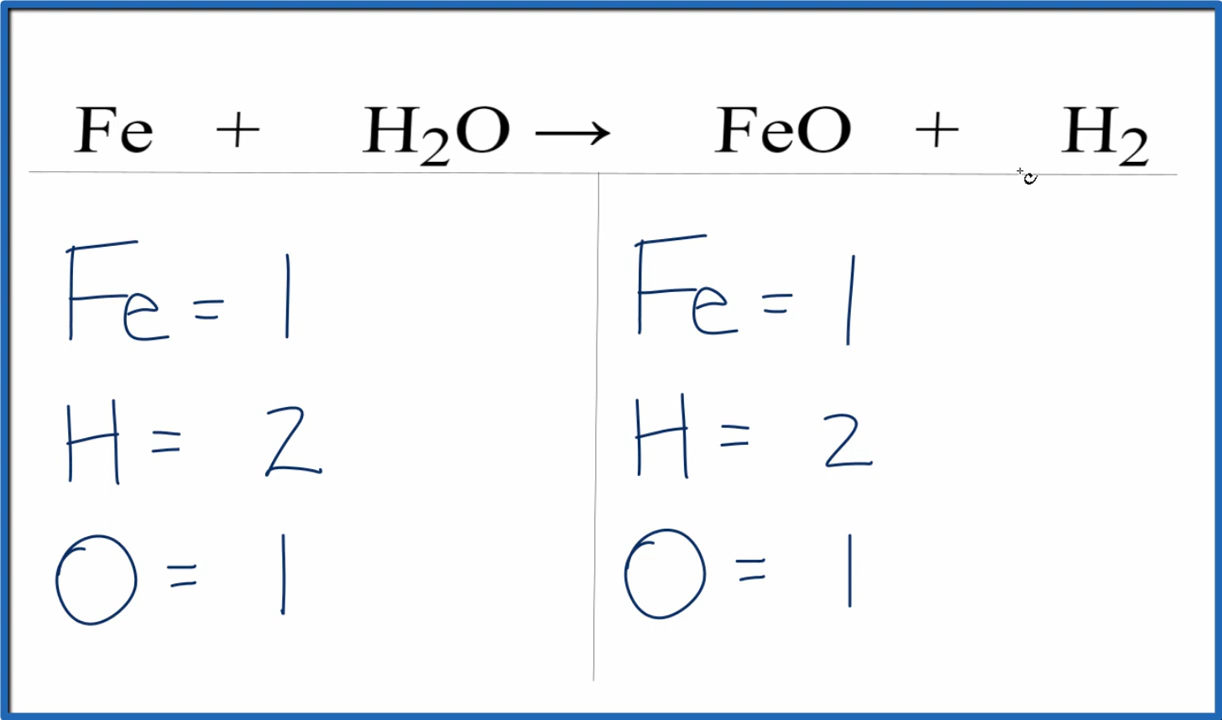 Fe + H₂O → FeO + H₂
Fe = 1
H = 2
O = 1
Fe = 1
H = 2
O = 1